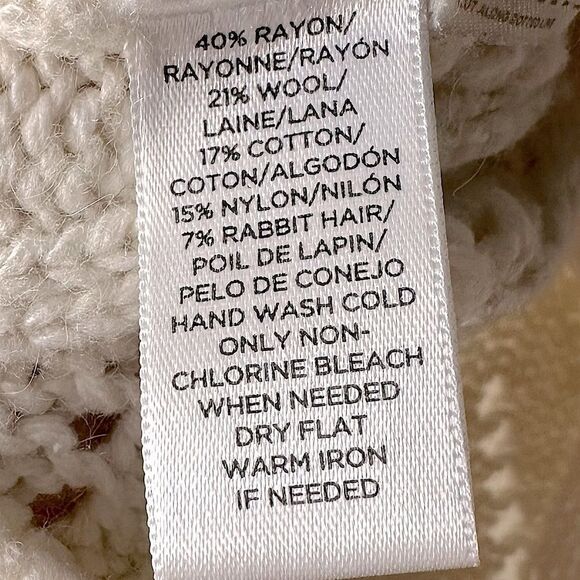 40% RAYON/
RAYONNE/RAYÓN
21% WOOL/
LAINE/LANA
17% COTTON/
COTON/ALGODÓN
15% NYLON/NILÓN
7% RABBIT HAIR/
POIL DE LAPIN/
PELO DE CONEJO
HAND WASH COLD
ONLY NON-
CHLORINE BLEACH
WHEN NEEDED
DRY FLAT
WARM IRON
IF NEEDED